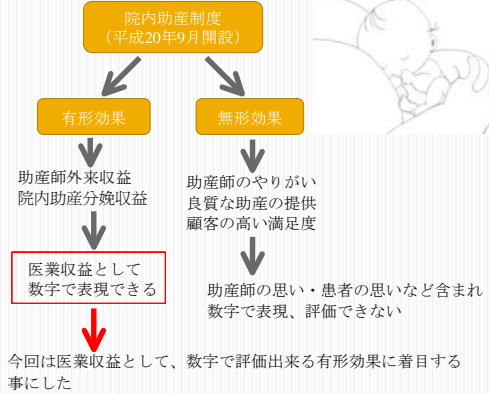 院内助産制度
(平成20年9月開設)
有形効果
無形効果
助産師外来収益
院内助産分娩収益
助産師のやりがい
良質な助産の提供
顧客の高い満足度
医業収益として
数字で表現できる
助産師の思い・患者の思いなど含まれ
数字で表現、評価できない
今回は医業収益として、数字で評価出来る有形効果に着目する
事にした